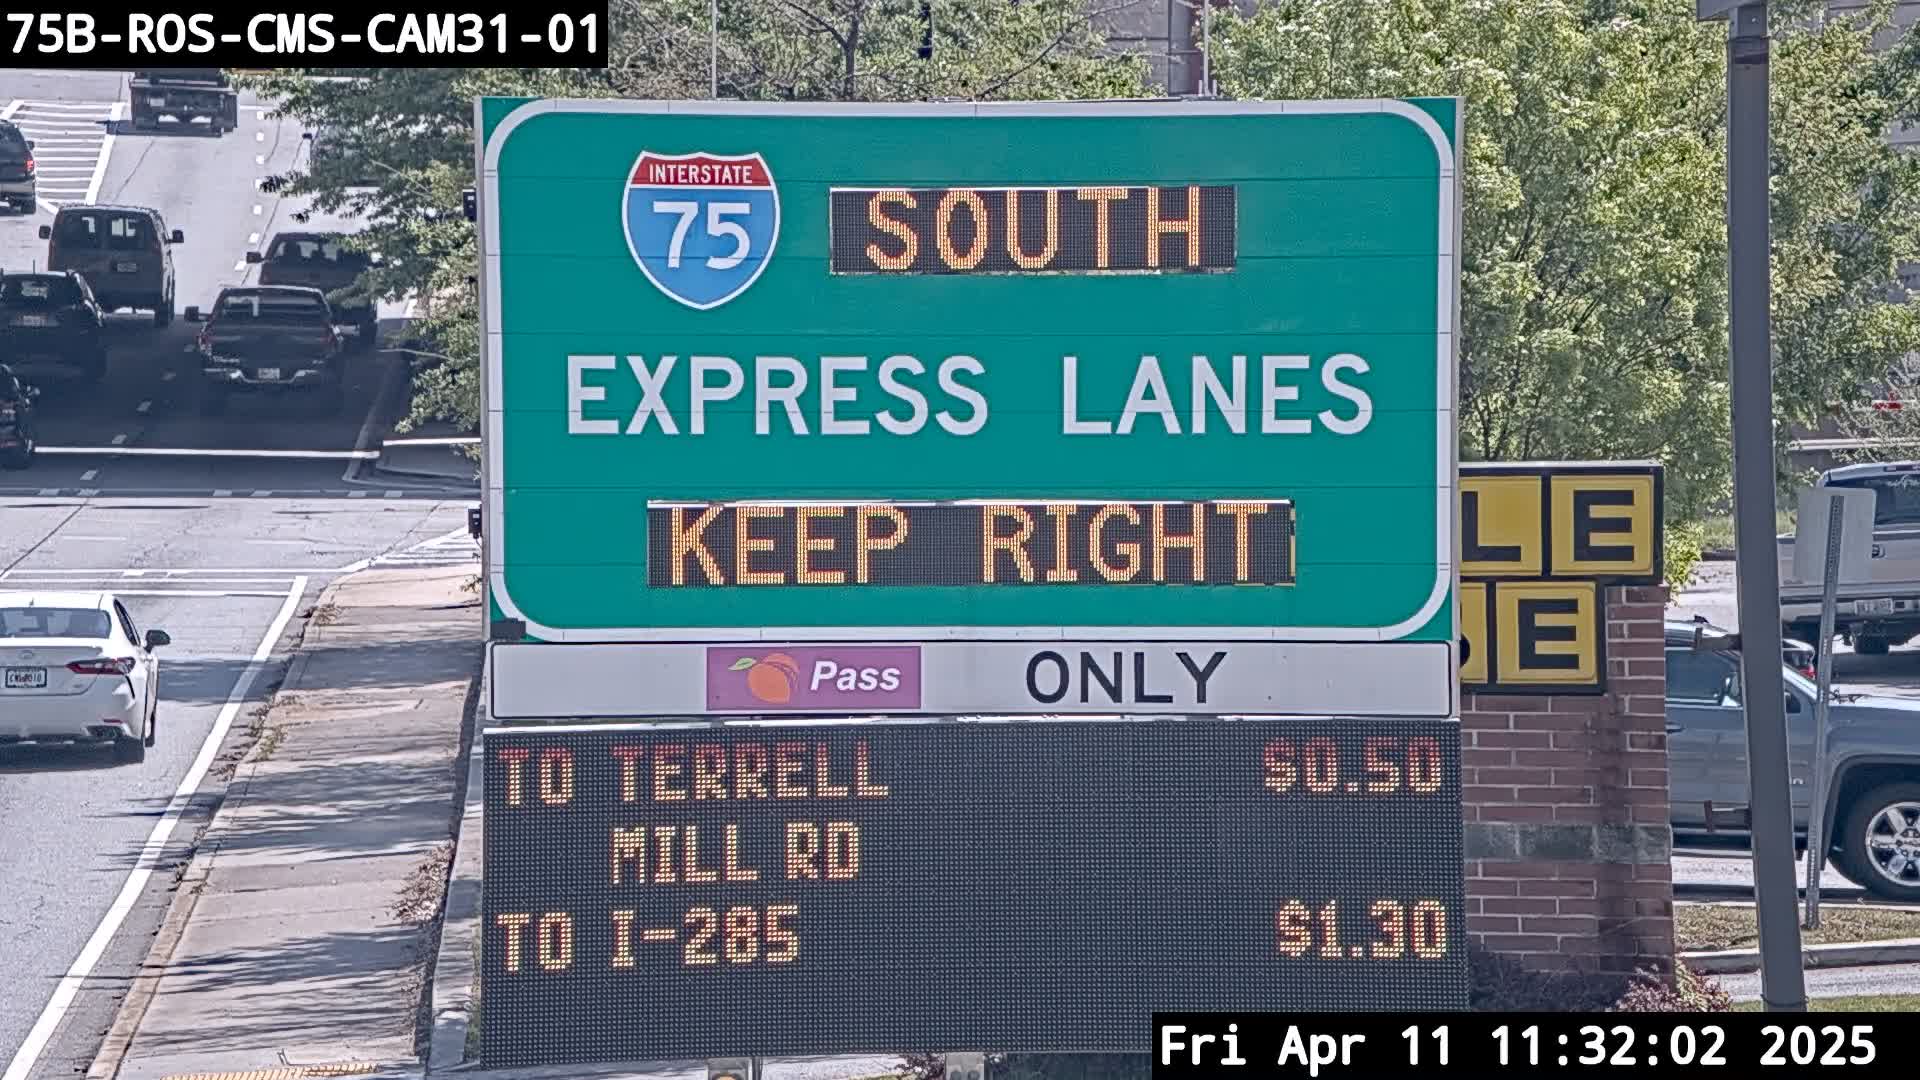 75B-ROS-CMS-CAM31-01
INTERSTATE
75
SOUTH
EXPRESS LANES
KEEP RIGHT
Pass ONLY
TO TERRELL $0.50
MILL RD
TO I-285 $1.30
LE
E
Fri Apr 11 11:32:02 2025